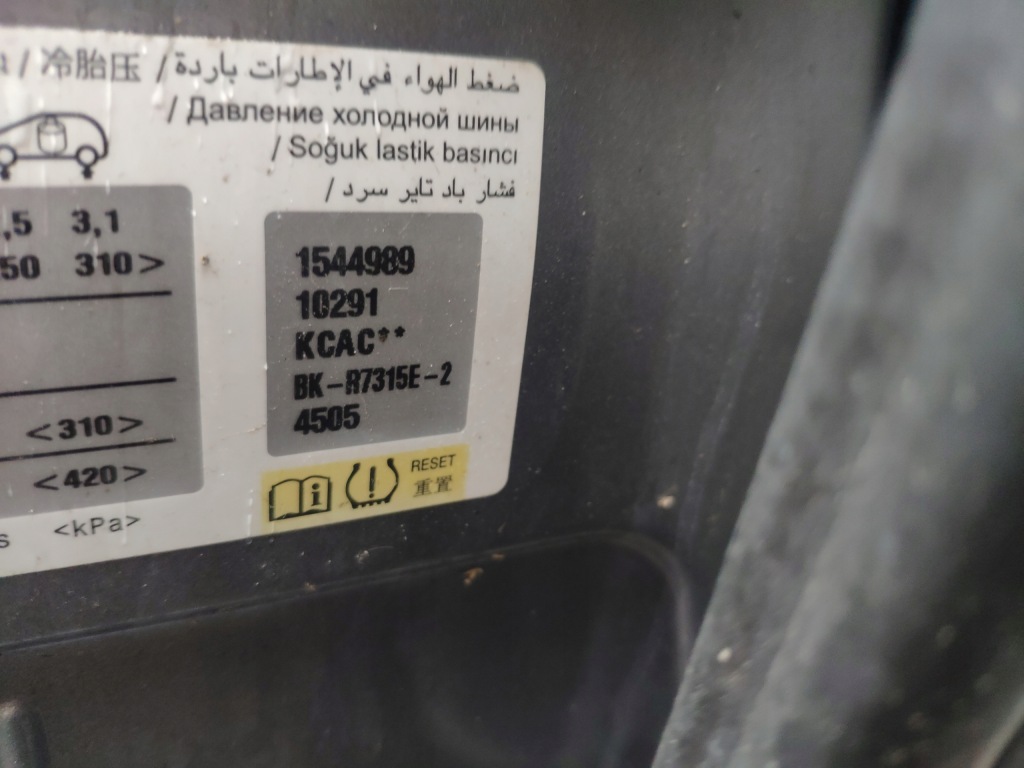 / 冷胎压 / ضغط الهواء في الإطارات باردة
/ Давление холодной шины
/ Soğuk lastik basıncı
فشار باد تایر سرد /
,5 3,1
50 310>
<310>
<420>
<kPa>
1544989
10291
KCAC**
BK-R7315E-2
4505
RESET
重置